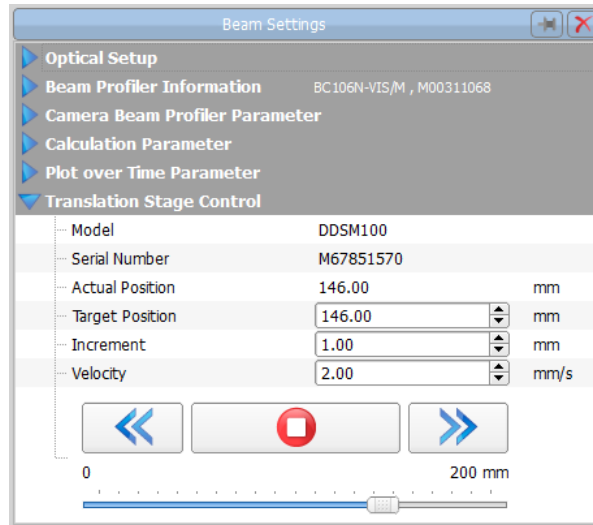 Beam Settings
Optical Setup
Beam Profiler Information BC106N-VIS/M , M00311068
Camera Beam Profiler Parameter
Calculation Parameter
Plot over Time Parameter
Translation Stage Control
Model DDSM100
Serial Number M67851570
Actual Position 146.00 mm
Target Position 146.00 mm
Increment 1.00 mm
Velocity 2.00 mm/s
0 200 mm